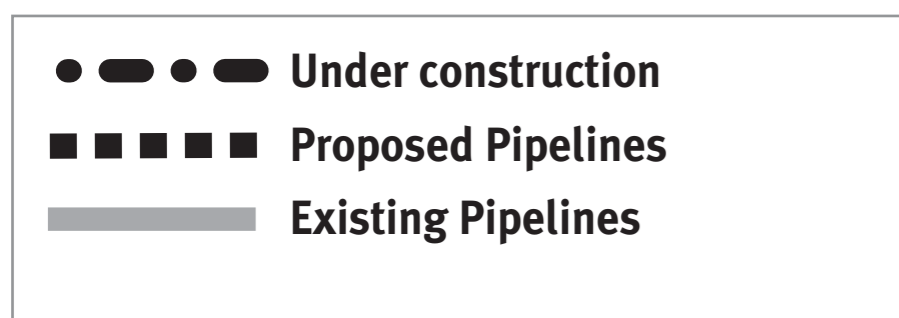 Under construction
Proposed Pipelines
Existing Pipelines